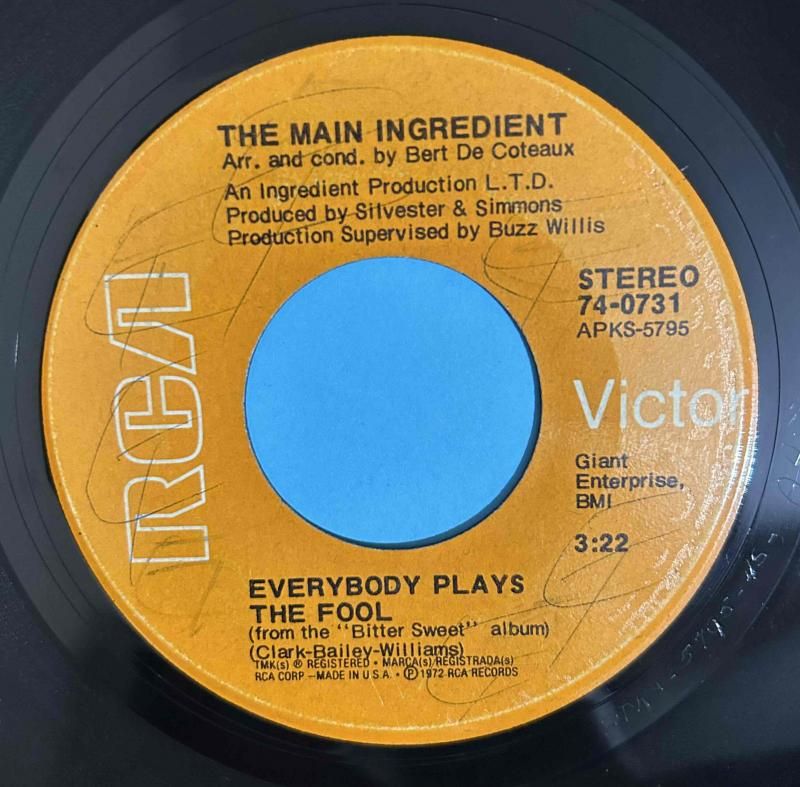 THE MAIN INGREDIENT
Arr. and cond. by Bert De Coteaux
An Ingredient Production L.T.D.
Produced by Silvester & Simmons
Production Supervised by Buzz Willis
RCA
STEREO
74-0731
APKS-5795
Victor
Giant
Enterprise,
BMI
3:22
EVERYBODY PLAYS
THE FOOL
(from the "Bitter Sweet" album)
(Clark-Bailey-Williams)
TMK(s) ® REGISTERED • MARCA(s) REGISTRADA(s)
RCA CORP —MADE IN U.S.A. • ℗ 1972 RCA RECORDS